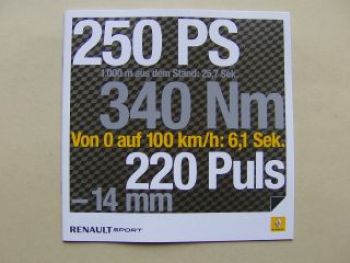 250 PS
1.000 m aus dem Stand: 25,7 Sek.
340 Nm
Von 0 auf 100 km/h: 6,1 Sek.
220 Puls
–14 mm
RENAULT SPORT